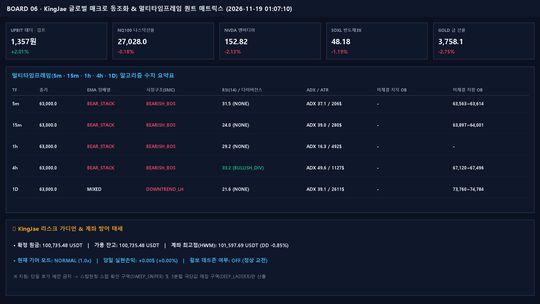 BOARD 06 · KingJae 글로벌 매크로 동조화 & 멀티타임프레임 퀀트 매트릭스 (2026-11-19 01:07:10)
UPBIT 테더 · 김프
1,357원
+2.01%
NQ100 나스닥선물
27,028.0
-0.18%
NVDA 엔비디아
152.82
-2.13%
SOXL 반도체3X
48.18
-1.19%
GOLD 금 선물
3,758.1
-2.75%
멀티타임프레임(5m · 15m · 1h · 4h · 1D) 알고리즘 수치 요약표
TF 종가 EMA 정배열 시장구조(SMC) RSI(14) / 다이버전스 ADX / ATR 미체결 지지 OB 미체결 저항 OB
5m 63,000.0 BEAR_STACK BEARISH_BOS 31.5 (NONE) ADX 37.1 / 206$ - 63,563~63,614
15m 63,000.0 BEAR_STACK BEARISH_BOS 24.0 (NONE) ADX 39.0 / 280$ - 63,897~64,001
1h 63,000.0 BEAR_STACK BEARISH_BOS 29.2 (NONE) ADX 16.3 / 492$ - -
4h 63,000.0 BEAR_STACK BEARISH_BOS 33.2 (BULLISH_DIV) ADX 49.6 / 1127$ - 67,120~67,496
1D 63,000.0 MIXED DOWNTREND_LH 21.6 (NONE) ADX 39.1 / 2611$ - 73,760~74,784
KingJae 리스크 가디언 & 계좌 방어 태세
• 확정 원금: 100,735.48 USDT | 가용 잔고: 100,735.48 USDT | 계좌 최고점(HWM): 101,597.69 USDT (DD -0.85%)
• 현재 기어 모드: NORMAL (1.0x) | 당일 실현손익: +0.00$ (+0.00%) | 휩쏘 데드존 여부: OFF (정상 교전)